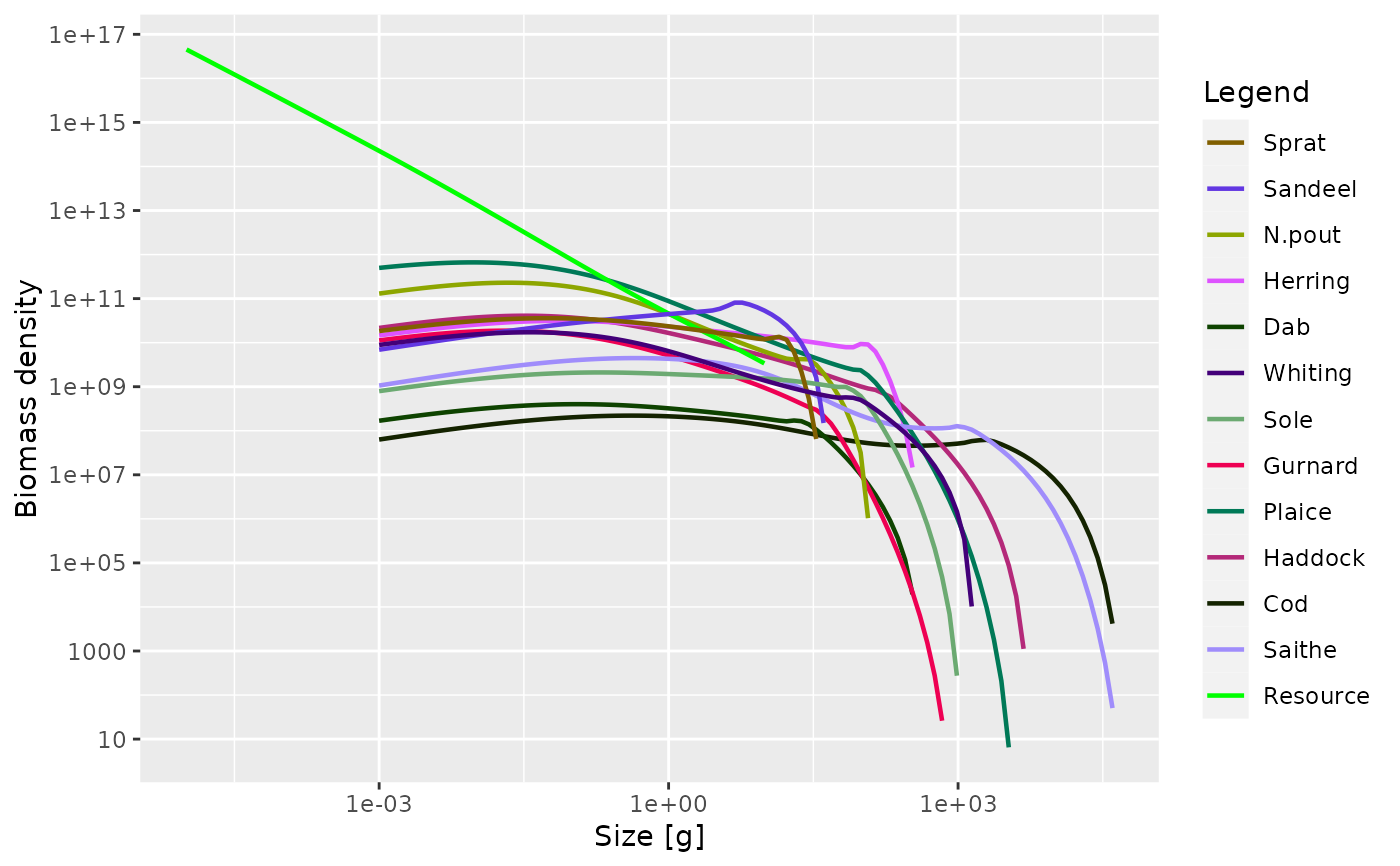 1e+17
1e+15
1e+13
1e+11
1e+09
1e+07
1e+05
1000
10
Biomass density
1e-03 1e+00 1e+03
Size [g]
Legend
Sprat
Sandeel
N.pout
Herring
Dab
Whiting
Sole
Gurnard
Plaice
Haddock
Cod
Saithe
Resource